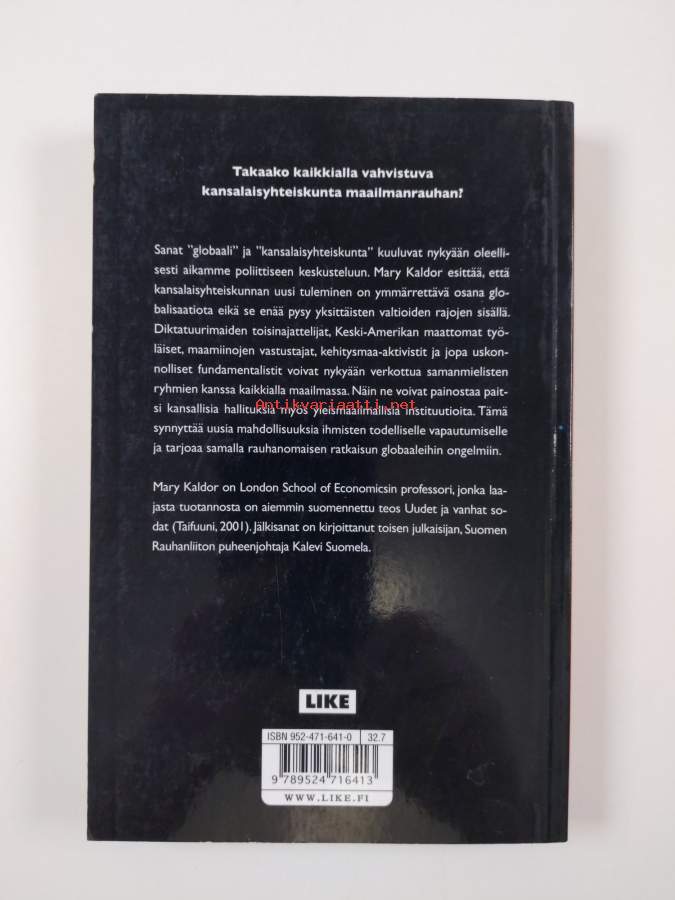 Takaako kaikkialla vahvistuva
kansalaisyhteiskunta maailmanrauhan?
Sanat ”globaali” ja ”kansalaisyhteiskunta” kuuluvat nykyään oleelli-
sesti aikamme poliittiseen keskusteluun. Mary Kaldor esittää, että
kansalaisyhteiskunnan uusi tuleminen on ymmärrettävä osana glo-
balisaatiota eikä se enää pysy yksittäisten valtioiden rajojen sisällä.
Diktatuurimaiden toisinajattelijat, Keski-Amerikan maattomat työ-
läiset, maamiinojen vastustajat, kehitysmaa-aktivistit ja jopa uskon-
nolliset fundamentalistit voivat nykyään verkottua samanmielisten
ryhmien kanssa kaikkialla maailmassa. Näin ne voivat painostaa pait-
si kansallisia hallituksia myös yleismaailmallisia instituutioita. Tämä
Antikvariaatti.net
synnyttää uusia mahdollisuuksia ihmisten todelliselle vapautumiselle
ja tarjoaa samalla rauhanomaisen ratkaisun globaaleihin ongelmiin.
Mary Kaldor on London School of Economicsin professori, jonka laa-
jasta tuotannosta on aiemmin suomennettu teos Uudet ja vanhat so-
dat (Taifuuni, 2001). Jälkisanat on kirjoittanut toisen julkaisijan, Suomen
Rauhanliiton puheenjohtaja Kalevi Suomela.
LIKE
ISBN 952-471-641-0 32.7
9 789524 716413
WWW.LIKE.FI